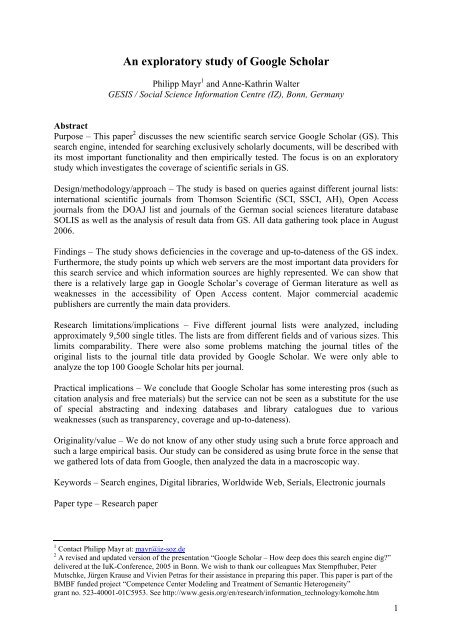 An exploratory study of Google Scholar
Philipp Mayr1 and Anne-Kathrin Walter
GESIS / Social Science Information Centre (IZ), Bonn, Germany
Abstract
Purpose – This paper2 discusses the new scientific search service Google Scholar (GS). This
search engine, intended for searching exclusively scholarly documents, will be described with
its most important functionality and then empirically tested. The focus is on an exploratory
study which investigates the coverage of scientific serials in GS.
Design/methodology/approach – The study is based on queries against different journal lists:
international scientific journals from Thomson Scientific (SCI, SSCI, AH), Open Access
journals from the DOAJ list and journals of the German social sciences literature database
SOLIS as well as the analysis of result data from GS. All data gathering took place in August
2006.
Findings – The study shows deficiencies in the coverage and up-to-dateness of the GS index.
Furthermore, the study points up which web servers are the most important data providers for
this search service and which information sources are highly represented. We can show that
there is a relatively large gap in Google Scholar’s coverage of German literature as well as
weaknesses in the accessibility of Open Access content. Major commercial academic
publishers are currently the main data providers.
Research limitations/implications – Five different journal lists were analyzed, including
approximately 9,500 single titles. The lists are from different fields and of various sizes. This
limits comparability. There were also some problems matching the journal titles of the
original lists to the journal title data provided by Google Scholar. We were only able to
analyze the top 100 Google Scholar hits per journal.
Practical implications – We conclude that Google Scholar has some interesting pros (such as
citation analysis and free materials) but the service can not be seen as a substitute for the use
of special abstracting and indexing databases and library catalogues due to various
weaknesses (such as transparency, coverage and up-to-dateness).
Originality/value – We do not know of any other study using such a brute force approach and
such a large empirical basis. Our study can be considered as using brute force in the sense that
we gathered lots of data from Google, then analyzed the data in a macroscopic way.
Keywords – Search engines, Digital libraries, Worldwide Web, Serials, Electronic journals
Paper type – Research paper
1 Contact Philipp Mayr at: mayr@iz-soz.de
2 A revised and updated version of the presentation “Google Scholar – How deep does this search engine dig?”
delivered at the IuK-Conference, 2005 in Bonn. We wish to thank our colleagues Max Stempfhuber, Peter
Mutschke, Jürgen Krause and Vivien Petras for their assistance in preparing this paper. This paper is part of the
BMBF funded project “Competence Center Modeling and Treatment of Semantic Heterogeneity”
grant no. 523-40001-01C5953. See http://www.gesis.org/en/research/information_technology/komohe.htm
1